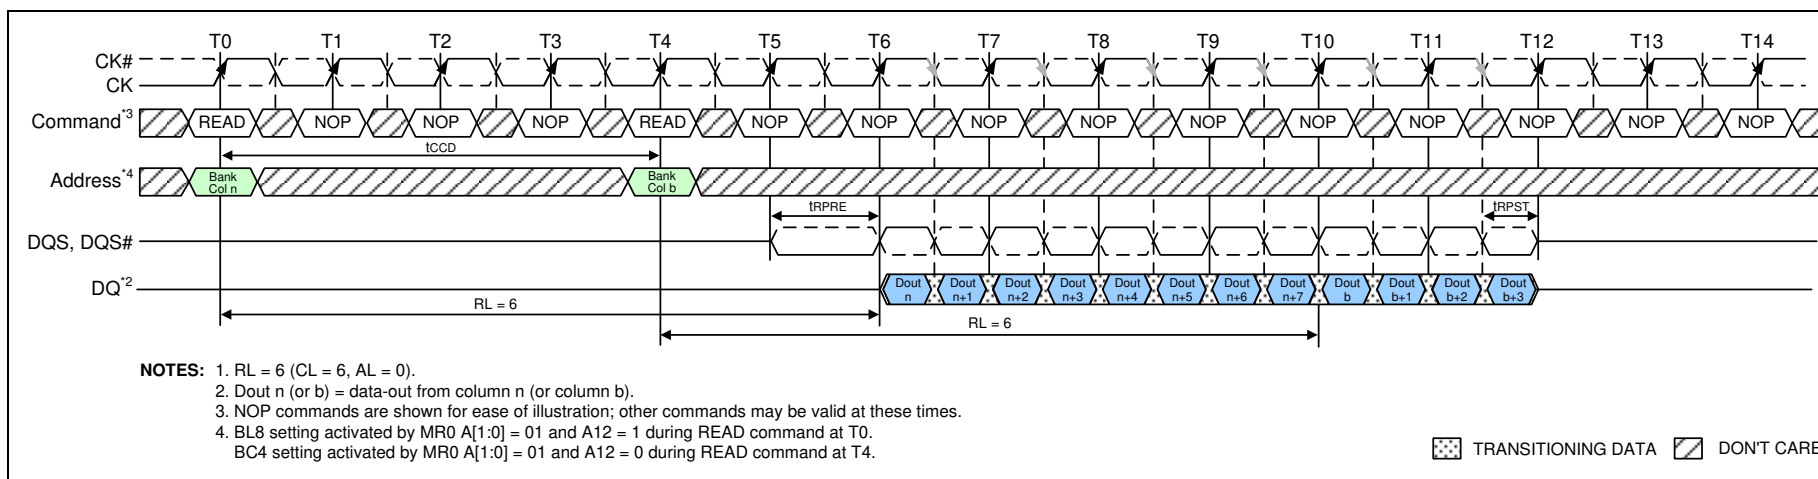 T0 T1 T2 T3 T4 T5 T6 T7 T8 T9 T10 T11 T12 T13 T14
CK#
CK
Command*3 READ NOP NOP NOP READ NOP NOP NOP NOP NOP NOP NOP NOP NOP NOP
tCCD
Address*4 Bank Col n Bank Col b
tRPRE tRPST
DQS, DQS#
DQ*2 Dout n Dout n+1 Dout n+2 Dout n+3 Dout n+4 Dout n+5 Dout n+6 Dout n+7 Dout b Dout b+1 Dout b+2 Dout b+3
RL = 6
RL = 6
NOTES: 1. RL = 6 (CL = 6, AL = 0).
2. Dout n (or b) = data-out from column n (or column b).
3. NOP commands are shown for ease of illustration; other commands may be valid at these times.
4. BL8 setting activated by MR0 A[1:0] = 01 and A12 = 1 during READ command at T0.
BC4 setting activated by MR0 A[1:0] = 01 and A12 = 0 during READ command at T4.
TRANSITIONING DATA DON'T CARE